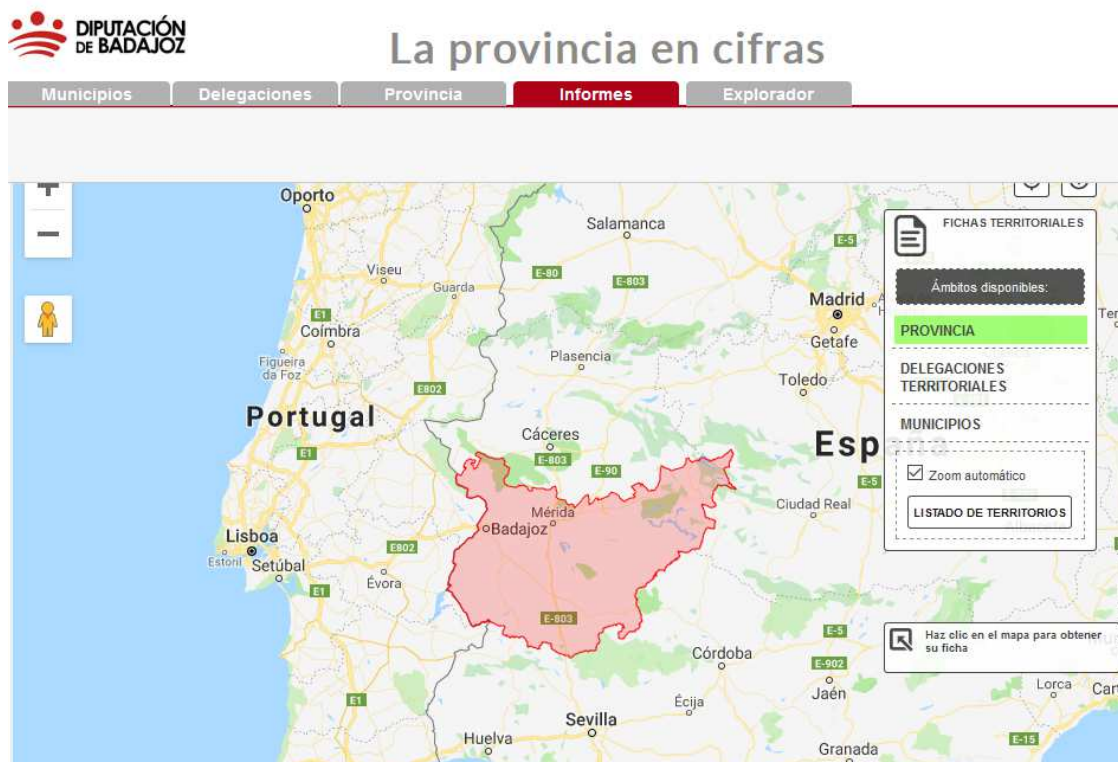 DIPUTACIÓN
DE BADAJOZ
La provincia en cifras
Municipios
Delegaciones
Provincia
Informes
Explorador
Oporto
Salamanca
E-5
Viseu
Guarda
E-80
E-803
Madrid
E1
Coímbra
Getafe
Figueira
da Foz
Plasencia
Toledo
E802
Portugal
Cáceres
España
E1
E-803
E-90
E-5
Mérida
Ciudad Real
Badajoz
Lisboa
Estoril
Setúbal
E802
Évora
E1
E-803
E-5
Córdoba
E-902
Jaén
Lorca
E1
Écija
Sevilla
Huelva
E-15
Granada
FICHAS TERRITORIALES
Ámbitos disponibles:
PROVINCIA
DELEGACIONES
TERRITORIALES
MUNICIPIOS
Zoom automático
LISTADO DE TERRITORIOS
Haz clic en el mapa para obtener
su ficha